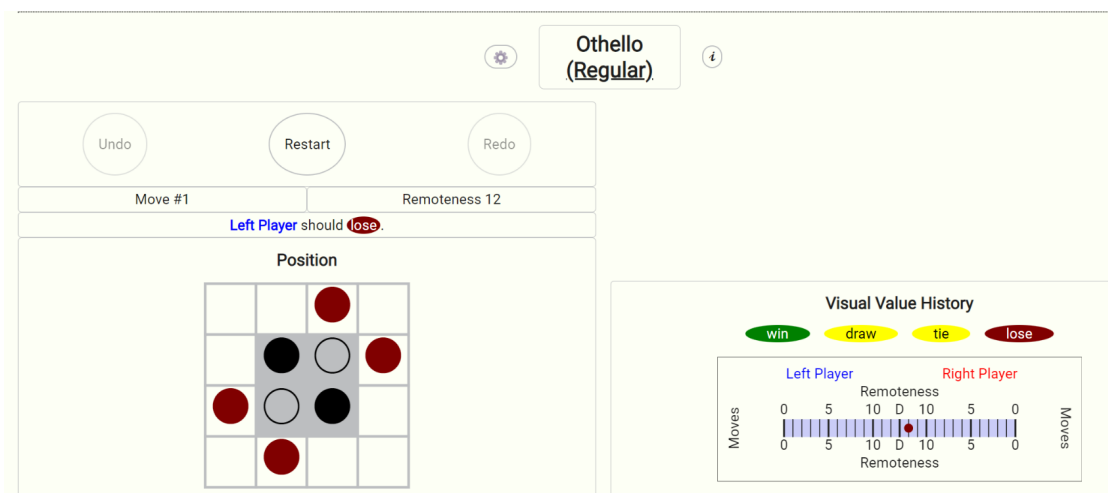 Othello
(Regular)
i
Undo
Restart
Redo
Move #1
Remoteness 12
Left Player should lose.
Position
Visual Value History
win
draw
tie
lose
Left Player
Right Player
Remoteness
0 5 10 D 10 5 0
Moves
Moves
0 5 10 D 10 5 0
Remoteness